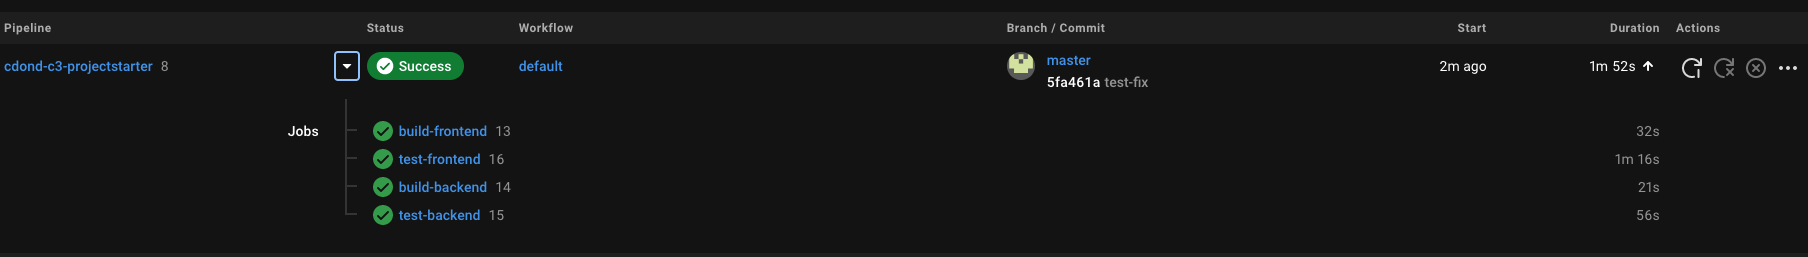 Pipeline Status Workflow Branch / Commit Start Duration Actions
cdond-c3-projectstarter 8 Success default master 2m ago 1m 52s
5fa461a test-fix
Jobs build-frontend 13 32s
test-frontend 16 1m 16s
build-backend 14 21s
test-backend 15 56s